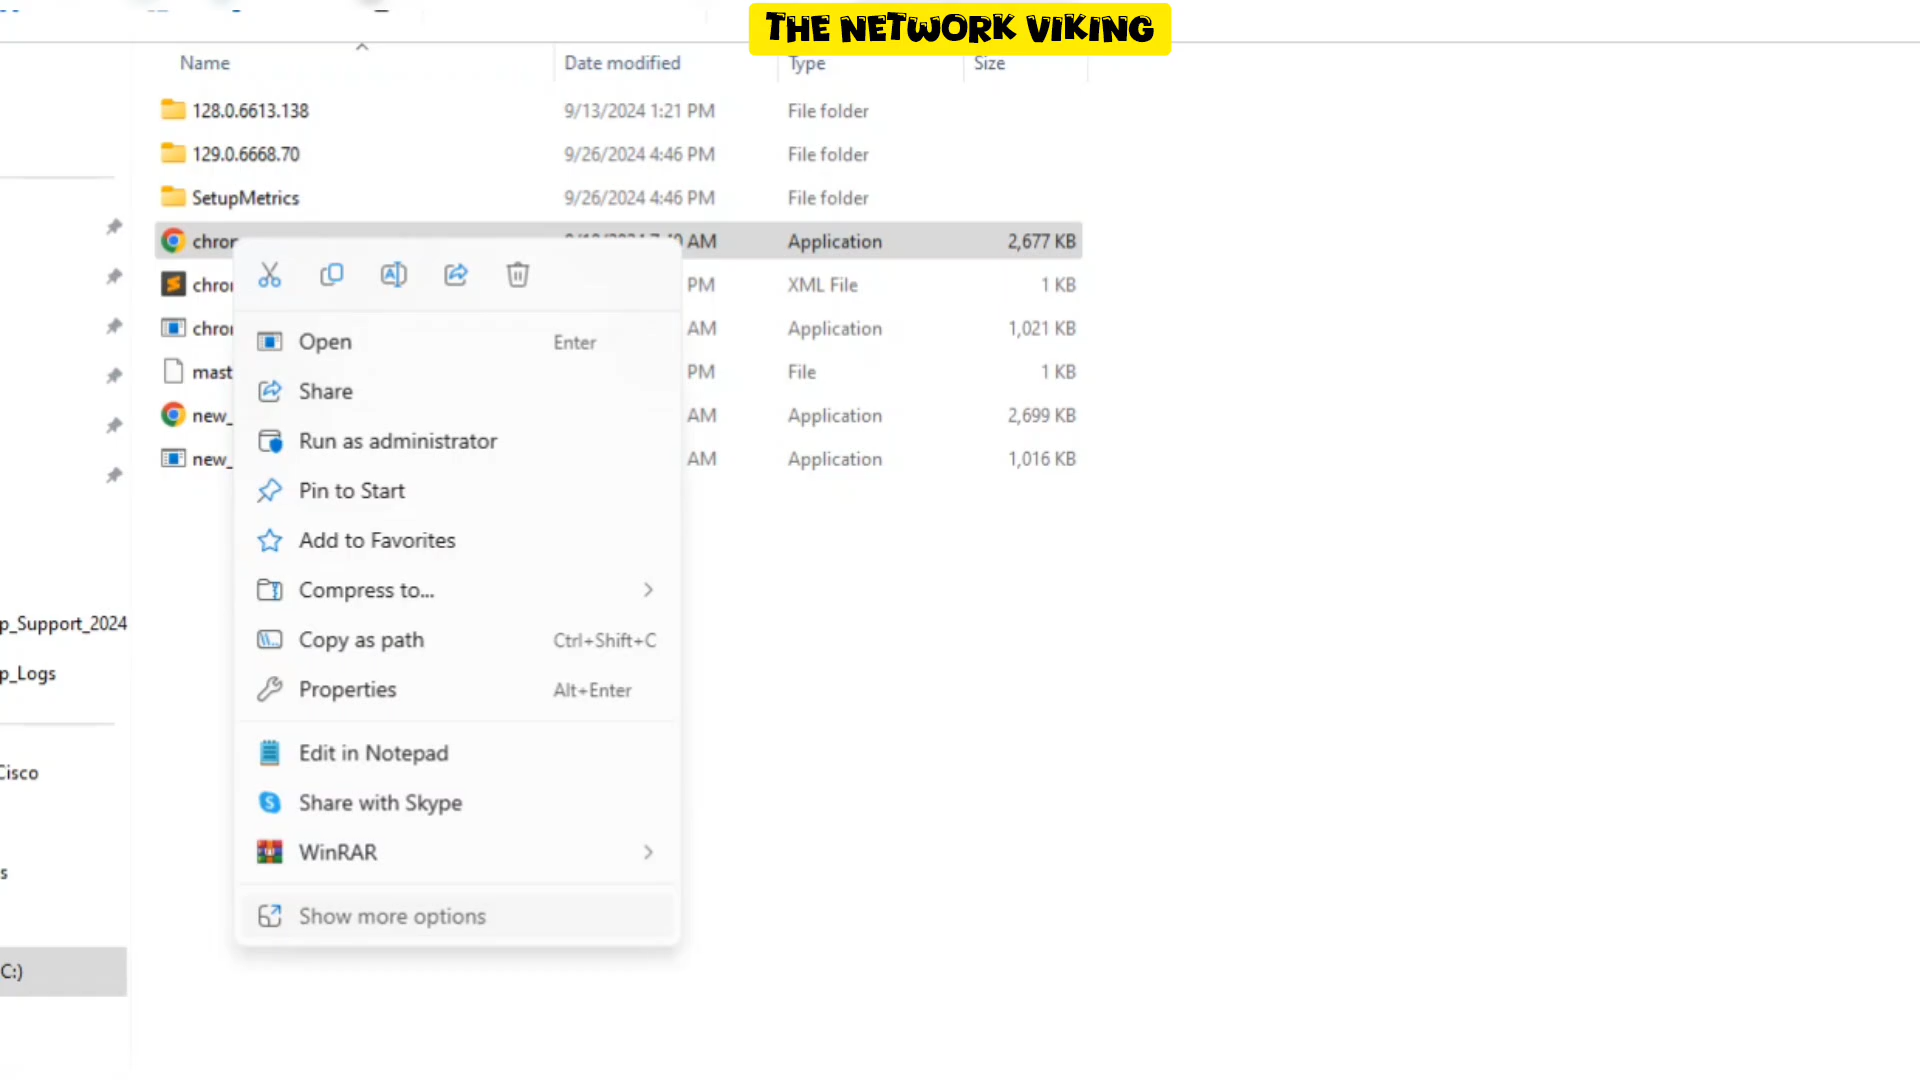 THE NETWORK VIKING
Name Date modified Type Size
128.0.6613.138 9/13/2024 1:21 PM File folder
129.0.6668.70 9/26/2024 4:46 PM File folder
SetupMetrics 9/26/2024 4:46 PM File folder
chror AM Application 2,677 KB
chror PM XML File 1 KB
chror AM Application 1,021 KB
mast PM File 1 KB
new_ AM Application 2,699 KB
new_ AM Application 1,016 KB
Open Enter
Share
Run as administrator
Pin to Start
Add to Favorites
Compress to...
Copy as path Ctrl+Shift+C
Properties Alt+Enter
Edit in Notepad
Share with Skype
WinRAR
Show more options
p_Support_2024
p_Logs
Cisco
s
C:)